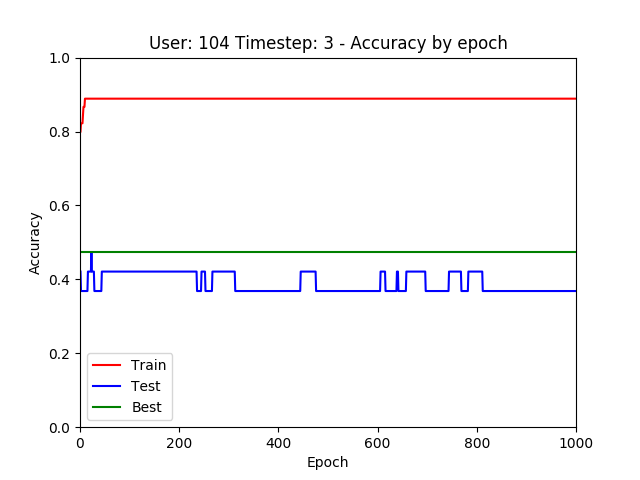 User: 104 Timestep: 3 - Accuracy by epoch
1.0
0.8
0.6
0.4
0.2
0.0
Accuracy
Train
Test
Best
0 200 400 600 800 1000
Epoch